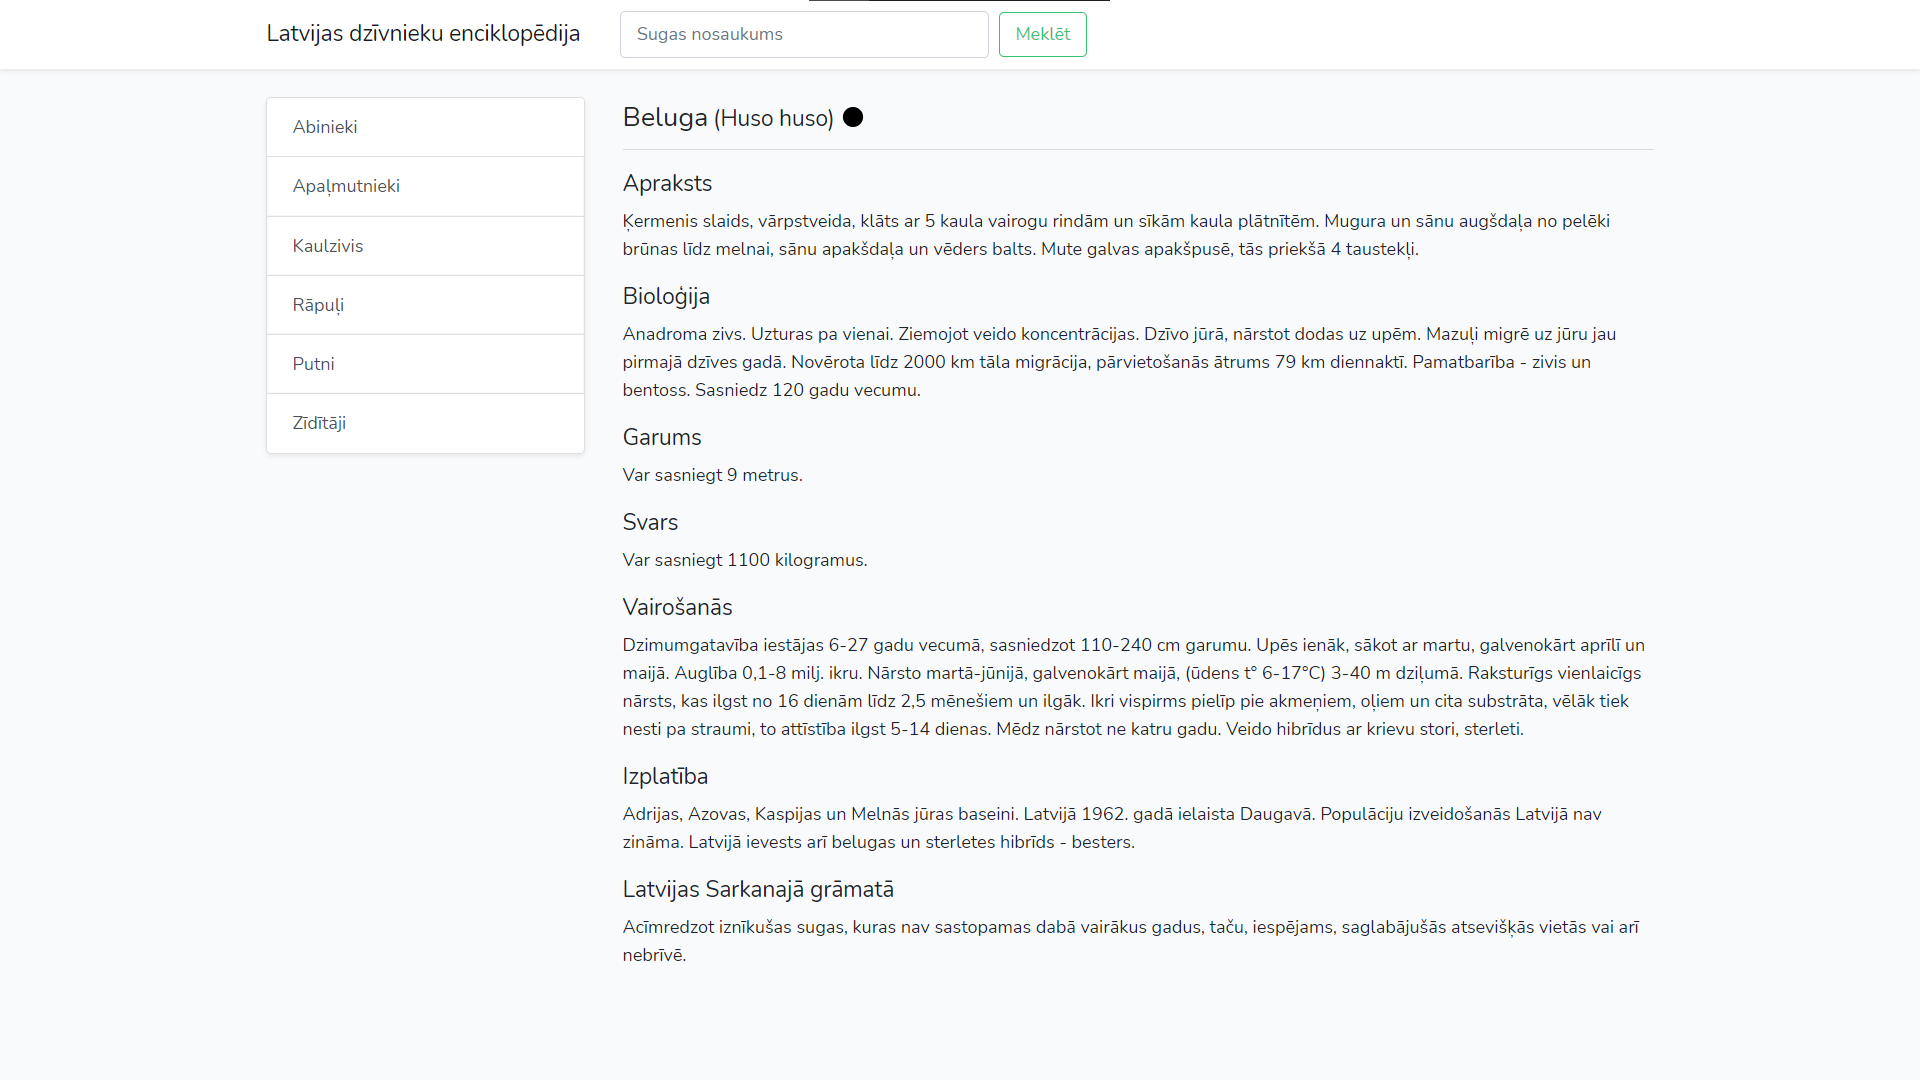 Latvijas dzīvnieku enciklopēdija
Sugas nosaukums
Meklēt
Abinieki
Apaļmutnieki
Kaulzivis
Rāpuļi
Putni
Zīdītāji
Beluga (Huso huso)
Apraksts
Ķermenis slaids, vārpstveida, klāts ar 5 kaula vairogu rindām un sīkām kaula plātnītēm. Mugura un sānu augšdaļa no pelēki
brūnas līdz melnai, sānu apakšdaļa un vēders balts. Mute galvas apakšpusē, tās priekšā 4 taustekļi.
Bioloģija
Anadroma zivs. Uzturas pa vienai. Ziemojot veido koncentrācijas. Dzīvo jūrā, nārstot dodas uz upēm. Mazuļi migrē uz jūru jau
pirmajā dzīves gadā. Novērota līdz 2000 km tāla migrācija, pārvietošanās ātrums 79 km diennaktī. Pamatbarība - zivis un
bentoss. Sasniedz 120 gadu vecumu.
Garums
Var sasniegt 9 metrus.
Svars
Var sasniegt 1100 kilogramus.
Vairošanās
Dzimumgatavība iestājas 6-27 gadu vecumā, sasniedzot 110-240 cm garumu. Upēs ienāk, sākot ar martu, galvenokārt aprīlī un
maijā. Auglība 0,1-8 milj. ikru. Nārsto martā-jūnijā, galvenokārt maijā, (ūdens t° 6-17°C) 3-40 m dziļumā. Raksturīgs vienlaicīgs
nārsts, kas ilgst no 16 dienām līdz 2,5 mēnešiem un ilgāk. Ikri vispirms pielīp pie akmeņiem, oļiem un cita substrāta, vēlāk tiek
nesti pa straumi, to attīstība ilgst 5-14 dienas. Mēdz nārstot ne katru gadu. Veido hibrīdus ar krievu stori, sterleti.
Izplatība
Adrijas, Azovas, Kaspijas un Melnās jūras baseini. Latvijā 1962. gadā ielaista Daugavā. Populāciju izveidošanās Latvijā nav
zināma. Latvijā ievests arī belugas un sterletes hibrīds - besters.
Latvijas Sarkanajā grāmatā
Acīmredzot iznīkušas sugas, kuras nav sastopamas dabā vairākus gadus, taču, iespējams, saglabājušās atsevišķās vietās vai arī
nebrīvē.